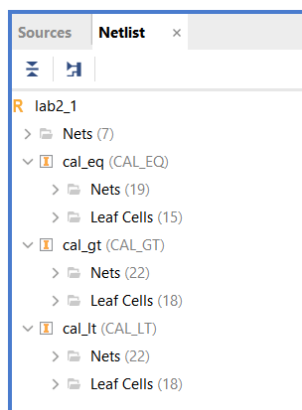 Sources Netlist ×
R lab2_1
Nets (7)
I cal_eq (CAL_EQ)
Nets (19)
Leaf Cells (15)
I cal_gt (CAL_GT)
Nets (22)
Leaf Cells (18)
I cal_lt (CAL_LT)
Nets (22)
Leaf Cells (18)